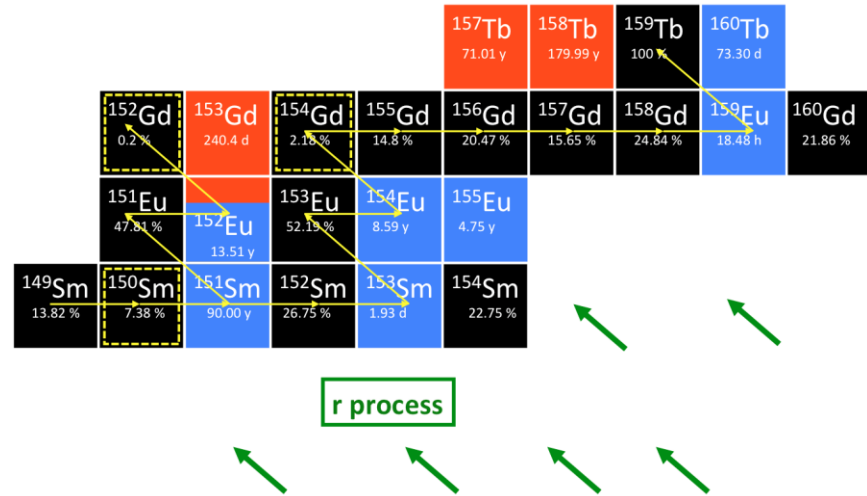 157Tb 158Tb 159Tb 160Tb
71.01 y 179.99 y 100 % 73.30 d
152Gd 153Gd 154Gd 155Gd 156Gd 157Gd 158Gd 159Eu 160Gd
0.2 % 240.4 d 2.18 % 14.8 % 20.47 % 15.65 % 24.84 % 18.48 h 21.86 %
151Eu 152Eu 153Eu 154Eu 155Eu
47.81 % 13.51 y 52.19 % 8.59 y 4.75 y
149Sm 150Sm 151Sm 152Sm 153Sm 154Sm
13.82 % 7.38 % 90.00 y 26.75 % 1.93 d 22.75 %
r process